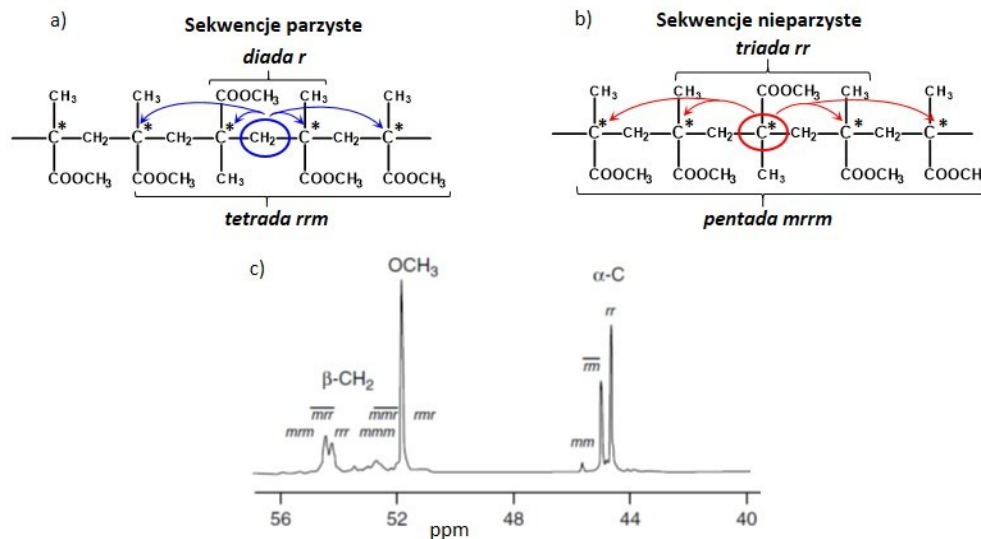 a)
Sekwencje parzyste
diada r
CH₃ COOCH₃ CH₃ CH₃
CH₃
C* CH₂ C* CH₂ C* CH₂ C* CH₂ C*
COOCH₃ COOCH₃ CH₃ COOCH₃ COOCH₃
tetrada rrm
b)
Sekwencje nieparzyste
triada rr
CH₃ CH₃ COOCH₃ CH₃ CH₃
C* CH₂ C* CH₂ C* CH₂ C* CH₂ C*
COOCH₃ COOCH₃ CH₃ COOCH₃ COOCH₃
pentada mrrm
c)
OCH₃
α-C
rr
β-CH₂
rm
mrr mmr
mrm rrr mmm rmr
mm
56 52 48 44 40
ppm